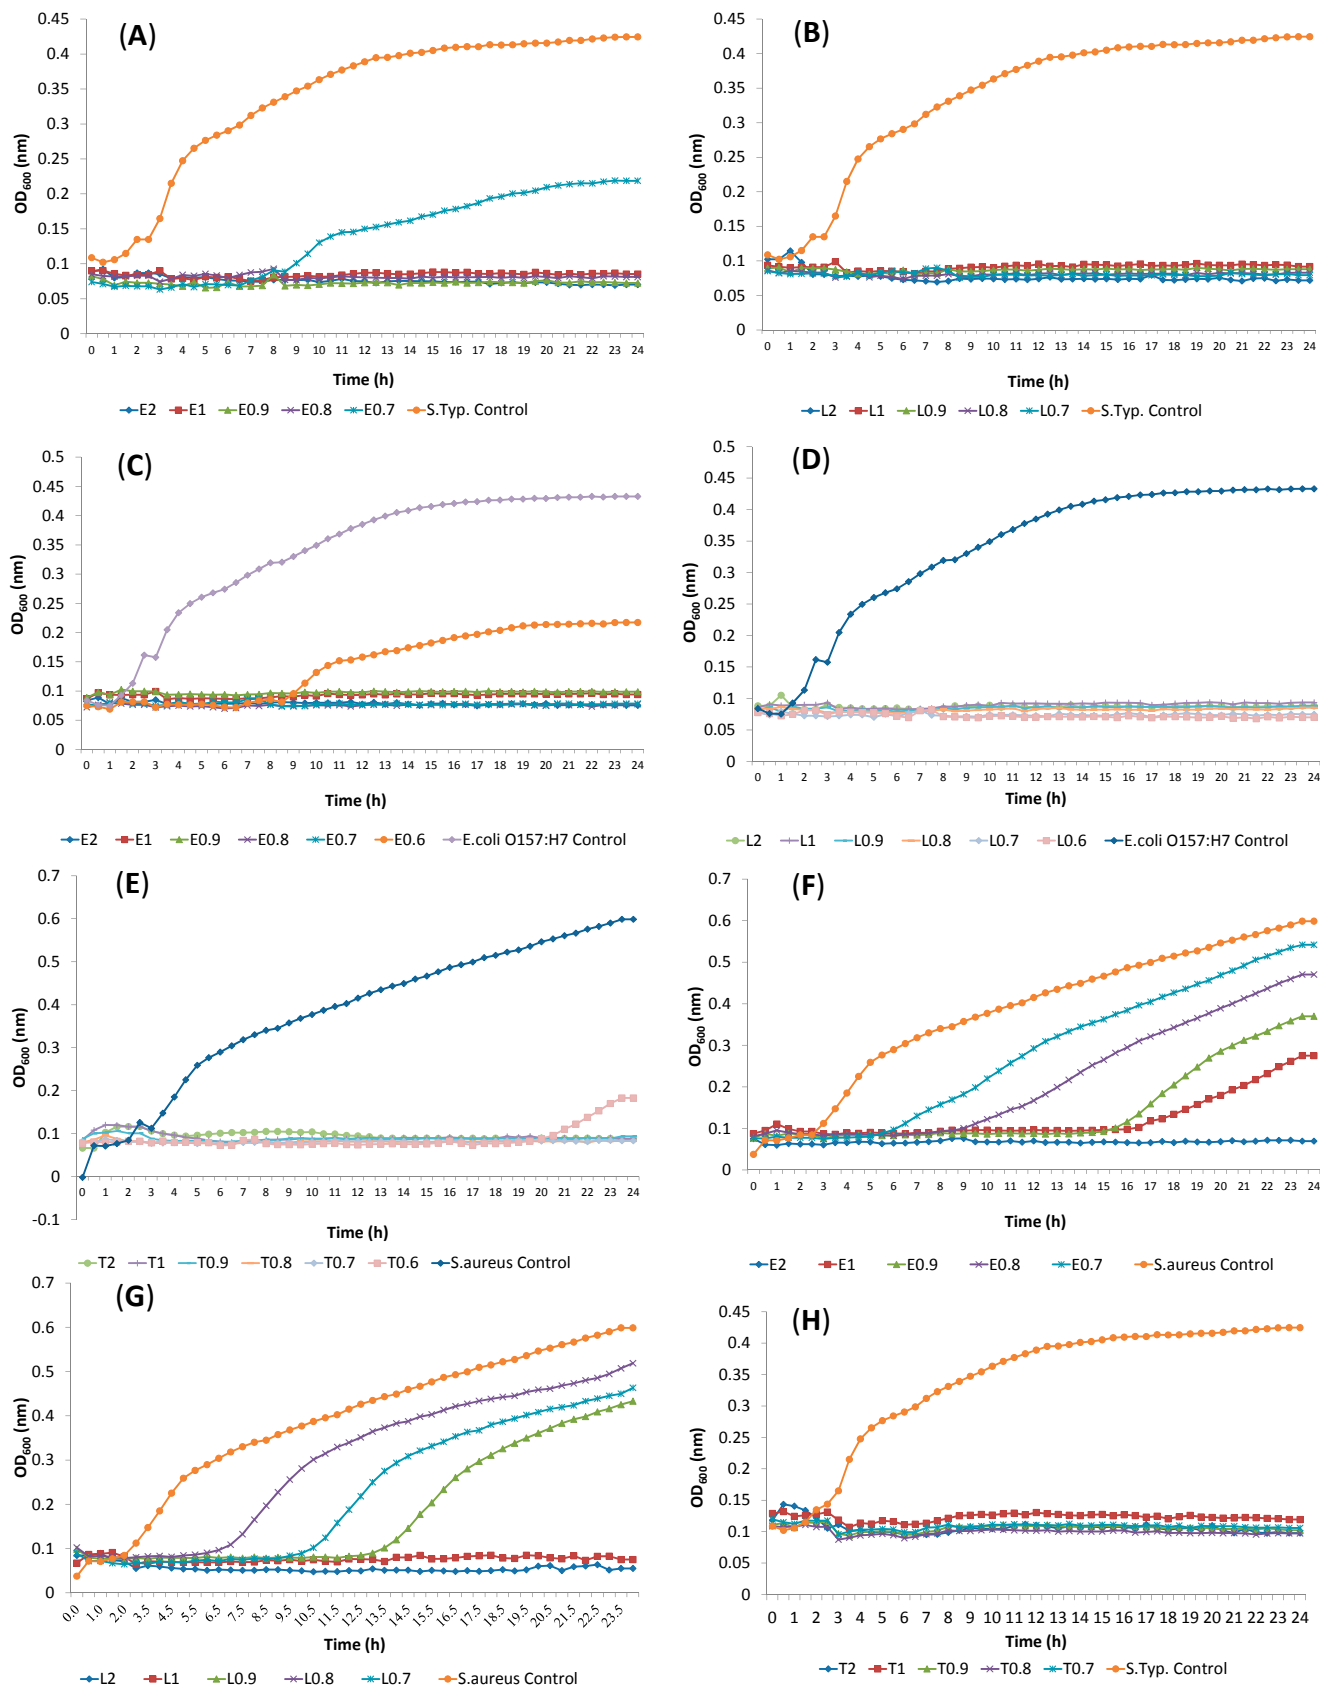 (A)
0.45
0.4
0.35
0.3
0.25
0.2
0.15
0.1
0.05
0
OD600 (nm)
0 1 2 3 4 5 6 7 8 9 10 11 12 13 14 15 16 17 18 19 20 21 22 23 24
Time (h)
E2 E1 E0.9 E0.8 E0.7 S.Typ. Control
(B)
0.45
0.4
0.35
0.3
0.25
0.2
0.15
0.1
0.05
0
OD600 (nm)
0 1 2 3 4 5 6 7 8 9 10 11 12 13 14 15 16 17 18 19 20 21 22 23 24
Time (h)
L2 L1 L0.9 L0.8 L0.7 S.Typ. Control
(C)
0.5
0.45
0.4
0.35
0.3
0.25
0.2
0.15
0.1
0.05
0
OD600 (nm)
0 1 2 3 4 5 6 7 8 9 10 11 12 13 14 15 16 17 18 19 20 21 22 23 24
Time (h)
E2 E1 E0.9 E0.8 E0.7 E0.6 E.coli O157:H7 Control
(D)
0.5
0.45
0.4
0.35
0.3
0.25
0.2
0.15
0.1
0.05
0
OD600 (nm)
0 1 2 3 4 5 6 7 8 9 10 11 12 13 14 15 16 17 18 19 20 21 22 23 24
Time (h)
L2 L1 L0.9 L0.8 L0.7 L0.6 E.coli O157:H7 Control
(E)
0.7
0.6
0.5
0.4
0.3
0.2
0.1
0
-0.1
OD600 (nm)
0 1 2 3 4 5 6 7 8 9 10 11 12 13 14 15 16 17 18 19 20 21 22 23 24
Time (h)
T2 T1 T0.9 T0.8 T0.7 T0.6 S.aureus Control
(F)
0.7
0.6
0.5
0.4
0.3
0.2
0.1
0
OD600 (nm)
0 1 2 3 4 5 6 7 8 9 10 11 12 13 14 15 16 17 18 19 20 21 22 23 24
Time (h)
E2 E1 E0.9 E0.8 E0.7 S.aureus Control
(G)
0.7
0.6
0.5
0.4
0.3
0.2
0.1
0
OD600 (nm)
0.0 1.0 2.0 3.5 4.5 5.5 6.5 7.5 8.5 9.5 10.5 11.5 12.5 13.5 14.5 15.5 16.5 17.5 18.5 19.5 20.5 21.5 22.5 23.5
Time (h)
L2 L1 L0.9 L0.8 L0.7 S.aureus Control
(H)
0.45
0.4
0.35
0.3
0.25
0.2
0.15
0.1
0.05
0
OD600 (nm)
0 1 2 3 4 5 6 7 8 9 10 11 12 13 14 15 16 17 18 19 20 21 22 23 24
Time (h)
T2 T1 T0.9 T0.8 T0.7 S.Typ. Control